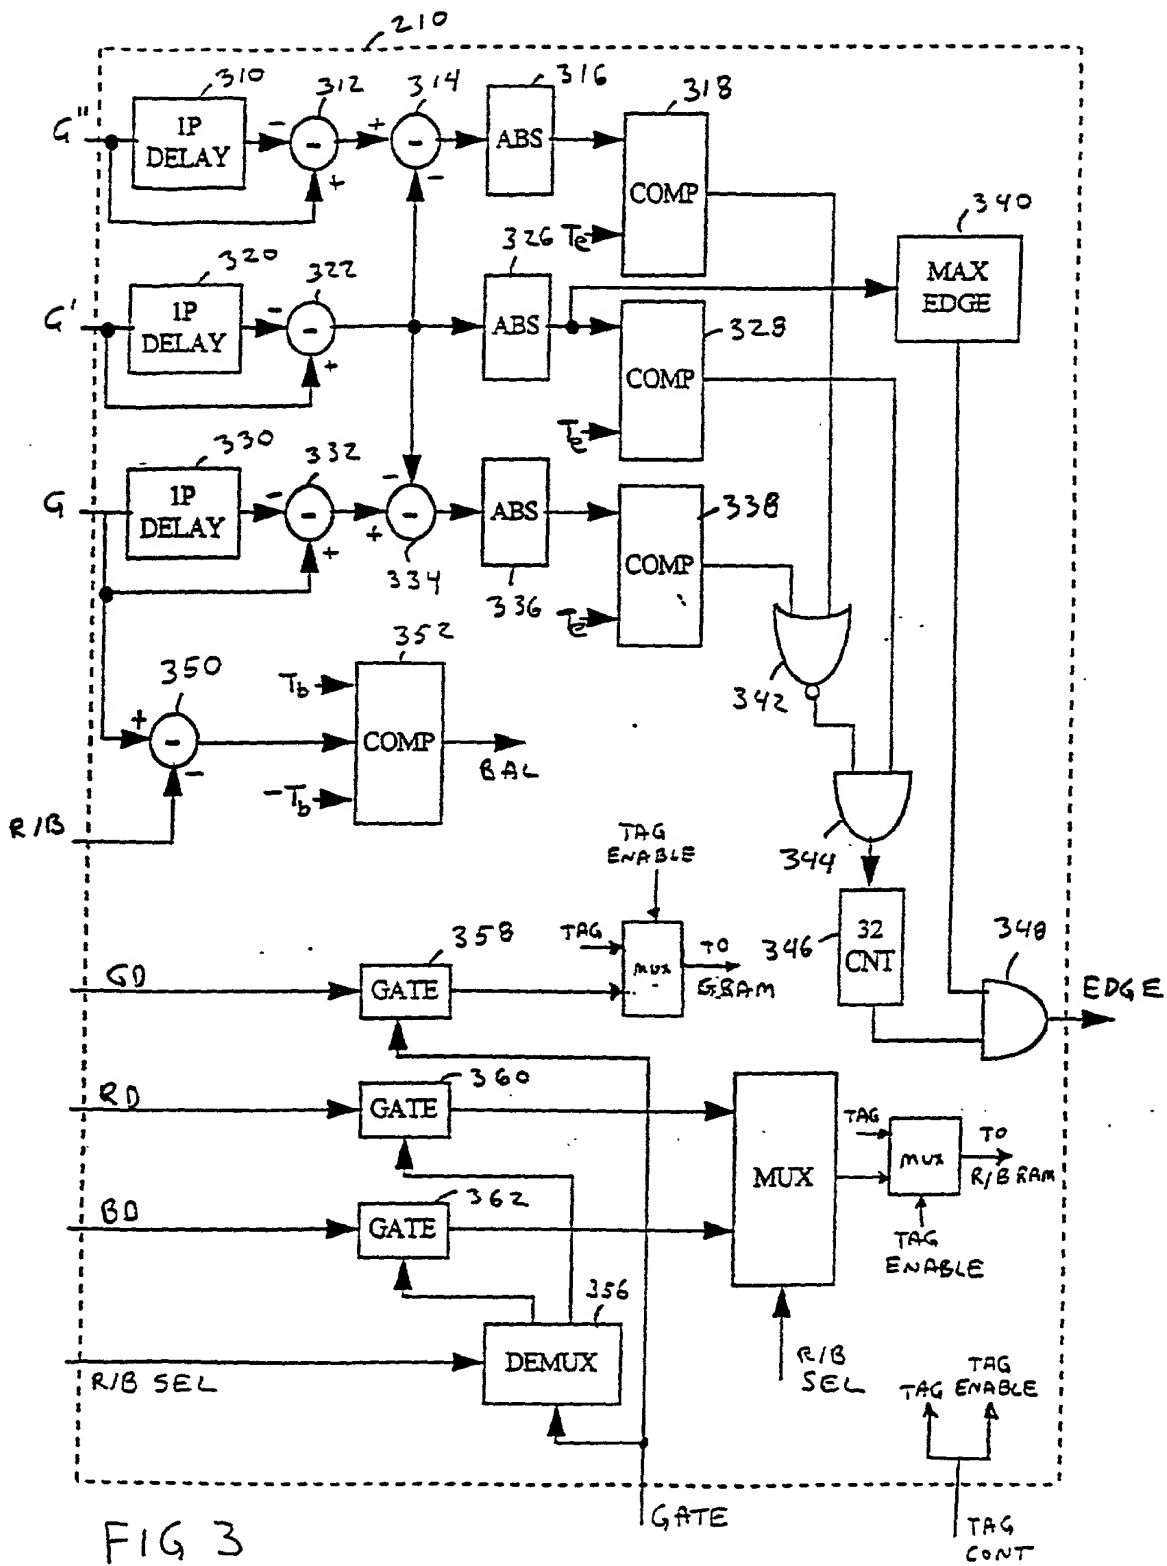 210
310
312
314
316
318
G"
1P
DELAY
-
-
+
+
-
-
ABS
COMP
Te
340
MAX
EDGE
320
322
326
328
G'
1P
DELAY
-
-
+
ABS
COMP
Te
330
332
338
G
1P
DELAY
-
-
+
-
+
-
334
ABS
336
COMP
Te
342
350
352
+
-
-
Tb
COMP
-Tb
BAL
R/B
344
346
32
CNT
348
EDGE
TAG
ENABLE
TAG
MUX
TO
GRAM
358
GD
GATE
360
RD
GATE
362
BD
GATE
MUX
TAG
MUX
TO
R/B RAM
TAG
ENABLE
356
DEMUX
R/B SEL
R/B
SEL
TAG
TAG
ENABLE
GATE
TAG
CONT
FIG 3